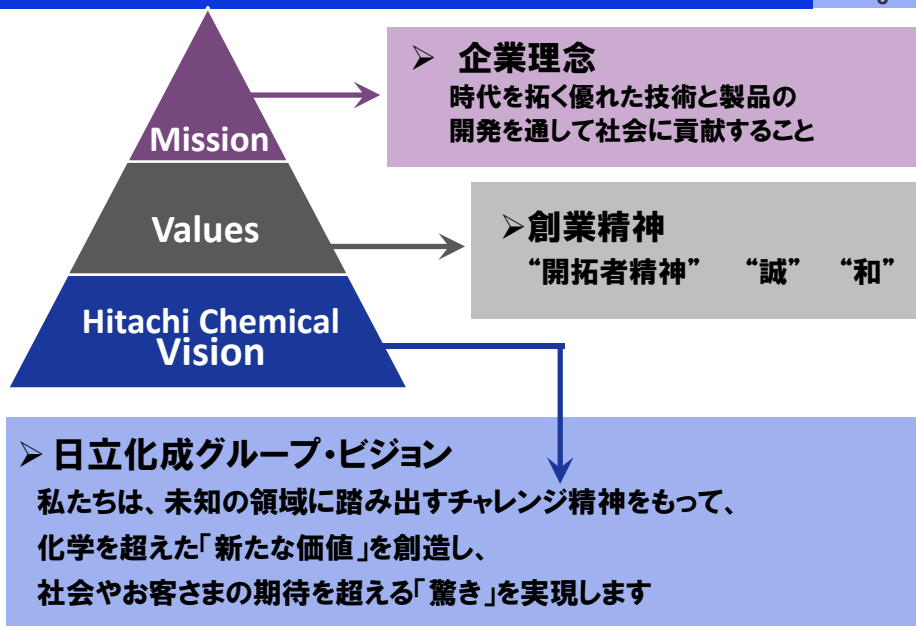 Mission
➢ 企業理念
時代を拓く優れた技術と製品の
開発を通して社会に貢献すること
Values
➢創業精神
“開拓者精神” “誠” “和”
Hitachi Chemical
Vision
➢ 日立化成グループ・ビジョン
私たちは、未知の領域に踏み出すチャレンジ精神をもって、
化学を超えた「新たな価値」を創造し、
社会やお客さまの期待を超える「驚き」を実現します